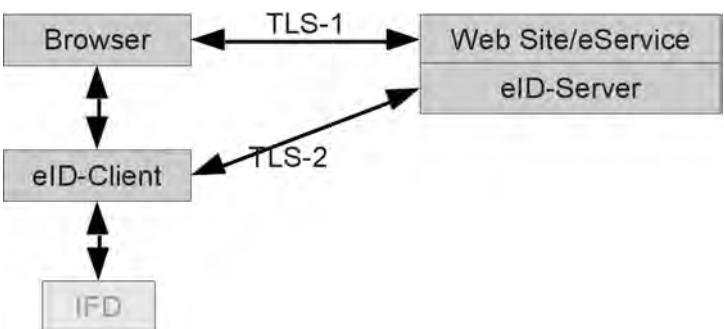 Browser
TLS-1
Web Site/eService
eID-Server
TLS-2
eID-Client
IFD